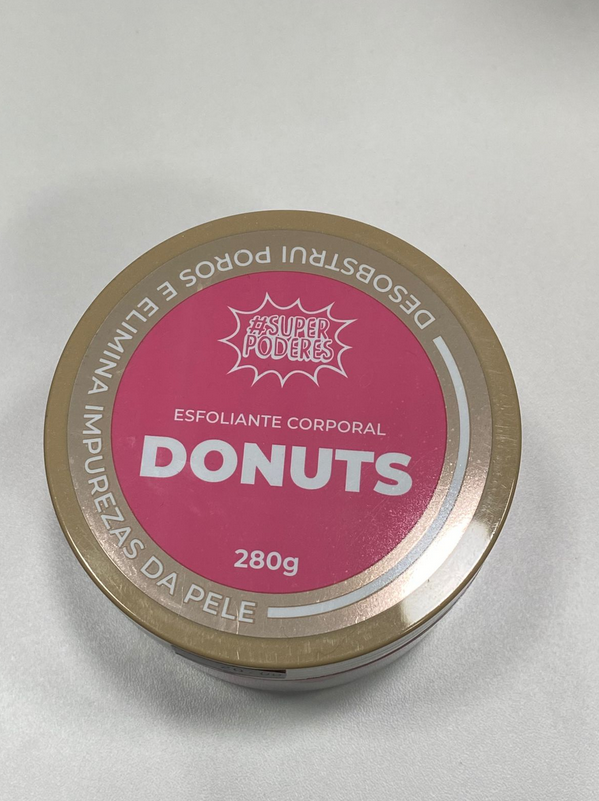 #SUPER
PODERES
ESFOLIANTE CORPORAL
DONUTS
280g
DESOBSTRUI POROS E ELIMINA IMPUREZAS DA PELE